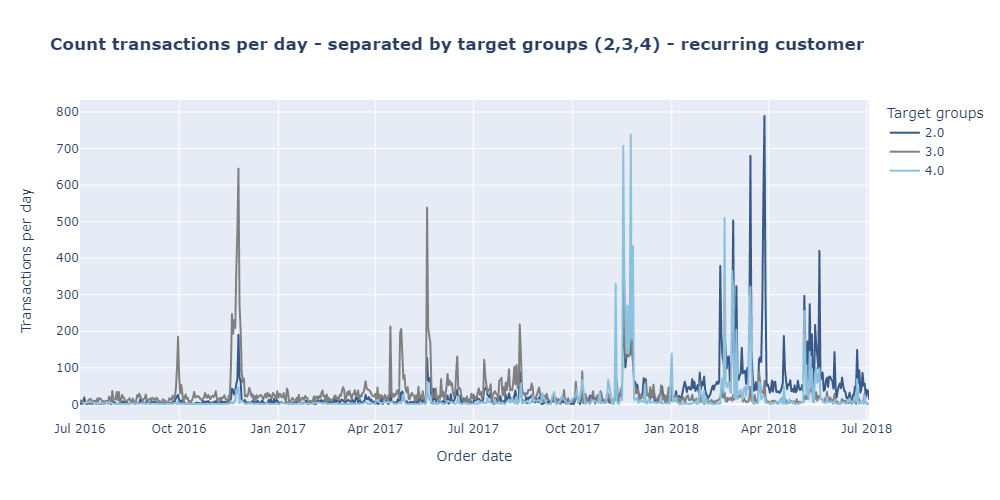 Count transactions per day - separated by target groups (2,3,4) - recurring customer
Target groups
2.0
3.0
4.0
Transactions per day
800
700
600
500
400
300
200
100
0
Jul 2016
Oct 2016
Jan 2017
Apr 2017
Jul 2017
Oct 2017
Jan 2018
Apr 2018
Jul 2018
Order date